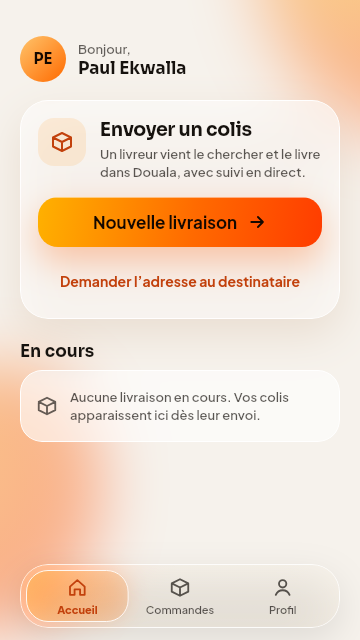 PE
Bonjour,
Paul Ekwalla
Envoyer un colis
Un livreur vient le chercher et le livre
dans Douala, avec suivi en direct.
Nouvelle livraison →
Demander l’adresse au destinataire
En cours
Aucune livraison en cours. Vos colis
apparaissent ici dès leur envoi.
Accueil
Commandes
Profil